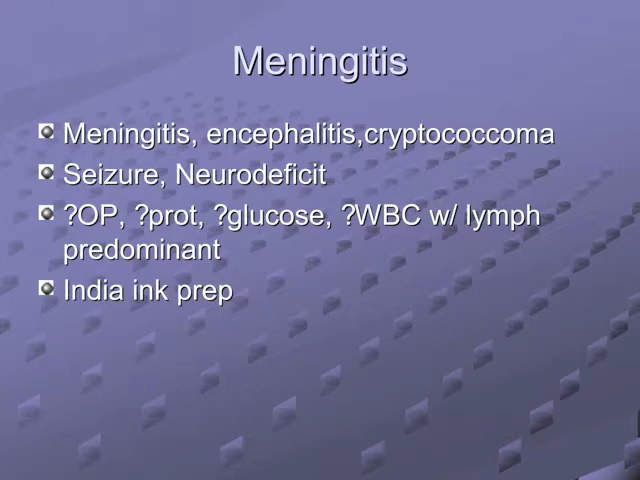 Meningitis
Meningitis, encephalitis,cryptococcoma
Seizure, Neurodeficit
?OP, ?prot, ?glucose, ?WBC w/ lymph
predominant
India ink prep